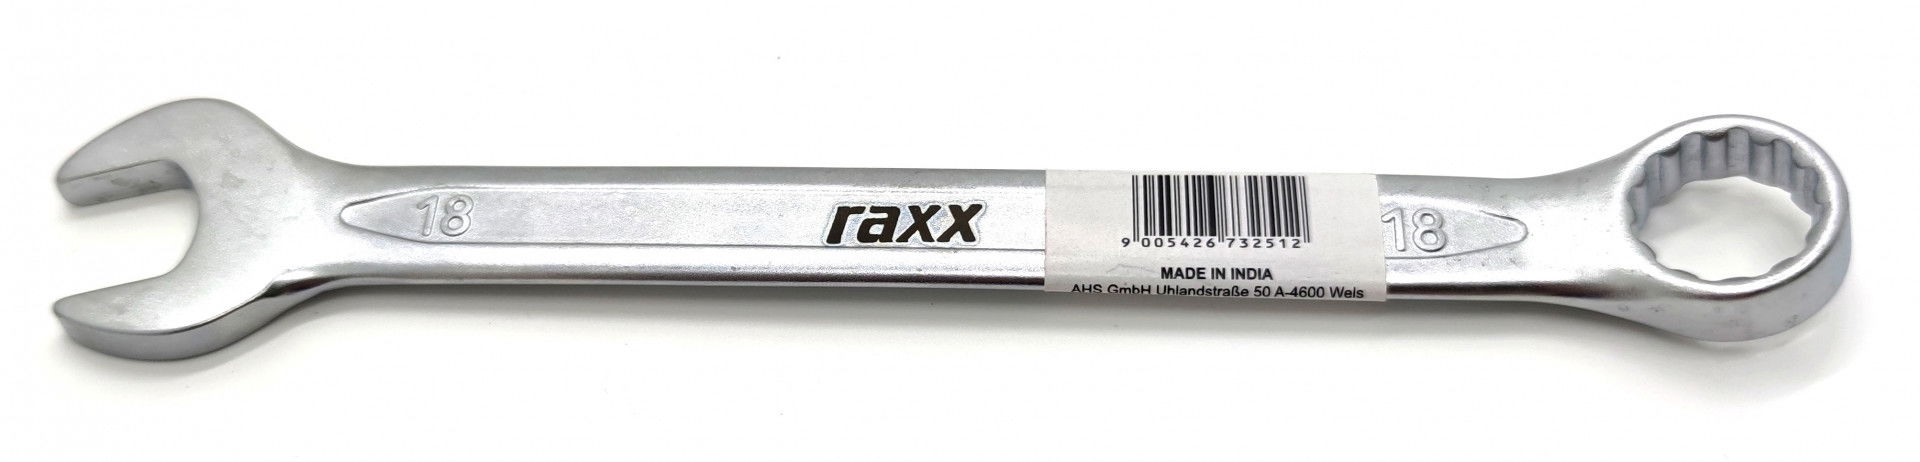 18
raxx
9 005426 732512
MADE IN INDIA
AHS GmbH Uhlandstraße 50 A-4600 Wels
18